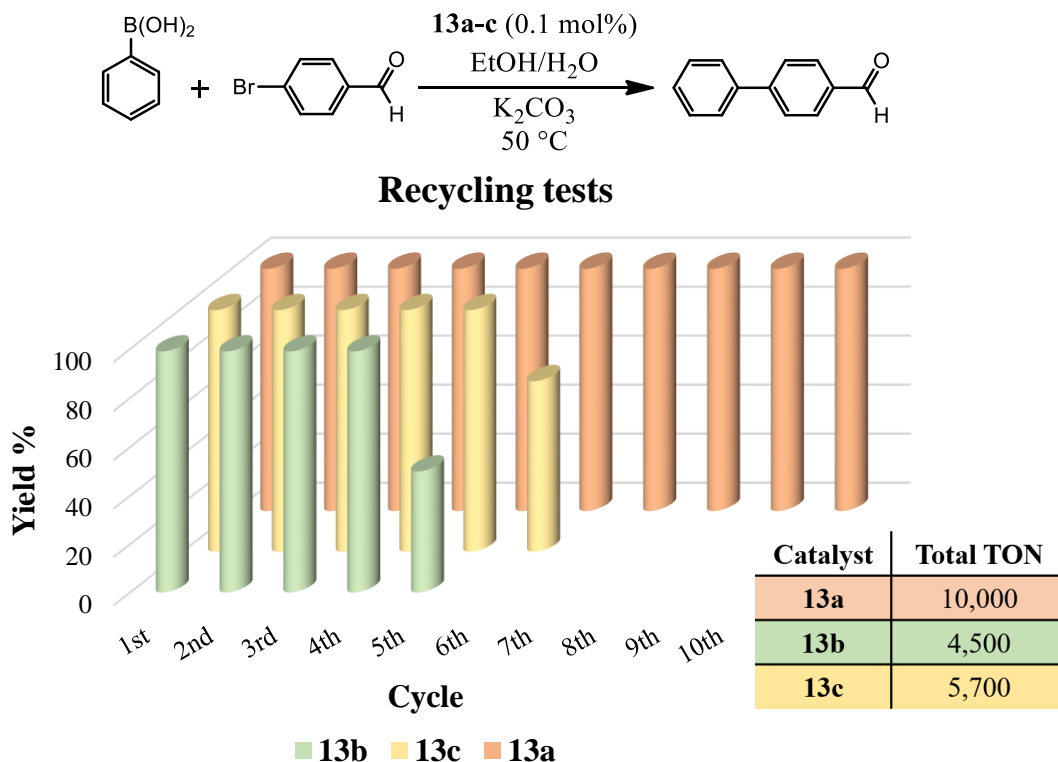 B(OH)2
+
Br
O
H
13a-c (0.1 mol%)
EtOH/H2O
K2CO3
50 °C
O
H
Recycling tests
Yield %
100
80
60
40
20
0
1st
2nd
3rd
4th
5th
6th
7th
8th
9th
10th
Cycle
13b
13c
13a
Catalyst Total TON
13a 10,000
13b 4,500
13c 5,700